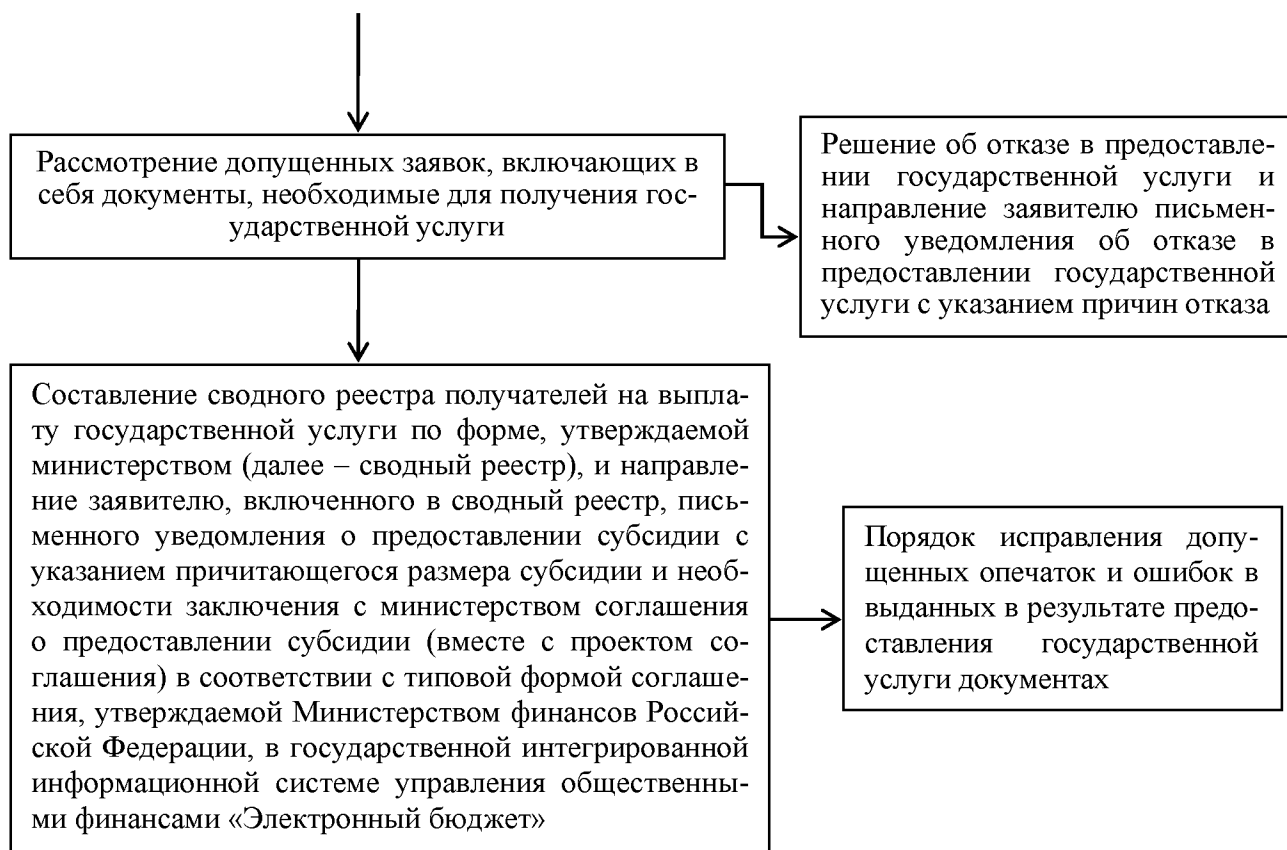 Рассмотрение допущенных заявок, включающих в
себя документы, необходимые для получения гос-
ударственной услуги
Решение об отказе в предоставле-
нии государственной услуги и
направление заявителю письмен-
ного уведомления об отказе в
предоставлении государственной
услуги с указанием причин отказа
Составление сводного реестра получателей на выпла-
ту государственной услуги по форме, утверждаемой
министерством (далее – сводный реестр), и направле-
ние заявителю, включенного в сводный реестр, пись-
менного уведомления о предоставлении субсидии с
указанием причитающегося размера субсидии и необ-
ходимости заключения с министерством соглашения
о предоставлении субсидии (вместе с проектом со-
глашения) в соответствии с типовой формой соглаше-
ния, утверждаемой Министерством финансов Россий-
ской Федерации, в государственной интегрированной
информационной системе управления общественны-
ми финансами «Электронный бюджет»
Порядок исправления допу-
щенных опечаток и ошибок в
выданных в результате предо-
ставления государственной
услуги документах